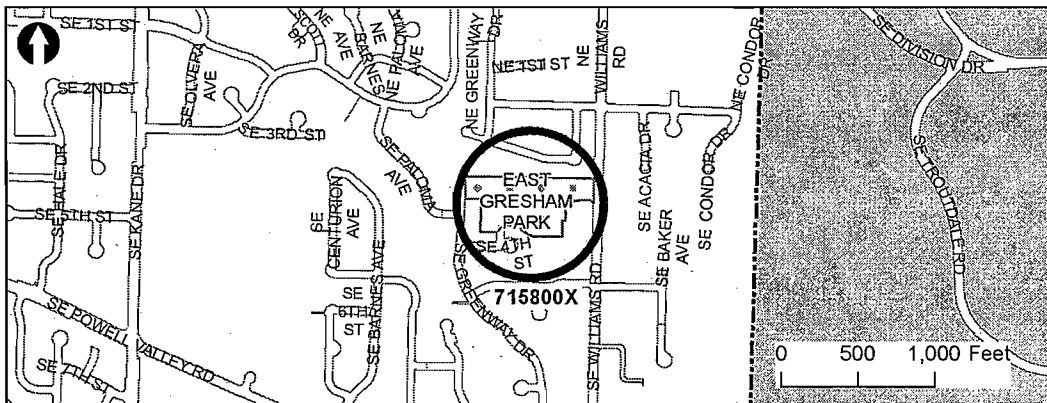 SE 1ST ST
SE 2ND ST
SE OLVERA
AVE
SE 3RD ST
SCOTT
DR
NE
AVE
NE
BARNES
NE PALOMA
AVE
NE GREENWAY
DR
NE 1ST ST
NE
WILLIAMS
RD
NE CONDOR
DR
SE DIVISION DR
SE TROUTDALE RD
SE HALE DR
SE 5TH ST
SE KANE DR
SE PALOMA
AVE
SE
CENTURION
AVE
EAST
GRESHAM
PARK
SE 4TH
ST
SE ACACIA DR
SE CONDOR DR
SE BAKER
AVE
715800X
SE
6TH
ST
SE BARNES AVE
SE GREENWAY DR
SE WILLIAMS RD
SE POWELL VALLEY RD
SE 7TH ST
0 500 1,000 Feet